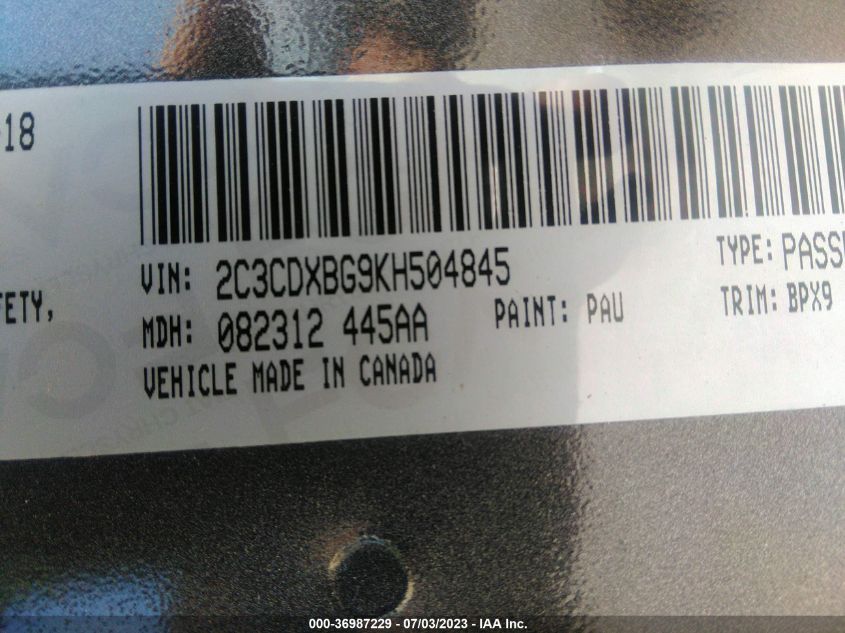 -18
VIN: 2C3CDXBG9KH504845
TYPE: PASS
FETY,
MDH: 082312 445AA
PAINT: PAU
TRIM: BPX9
VEHICLE MADE IN CANADA
000-36987229 - 07/03/2023 - IAA Inc.